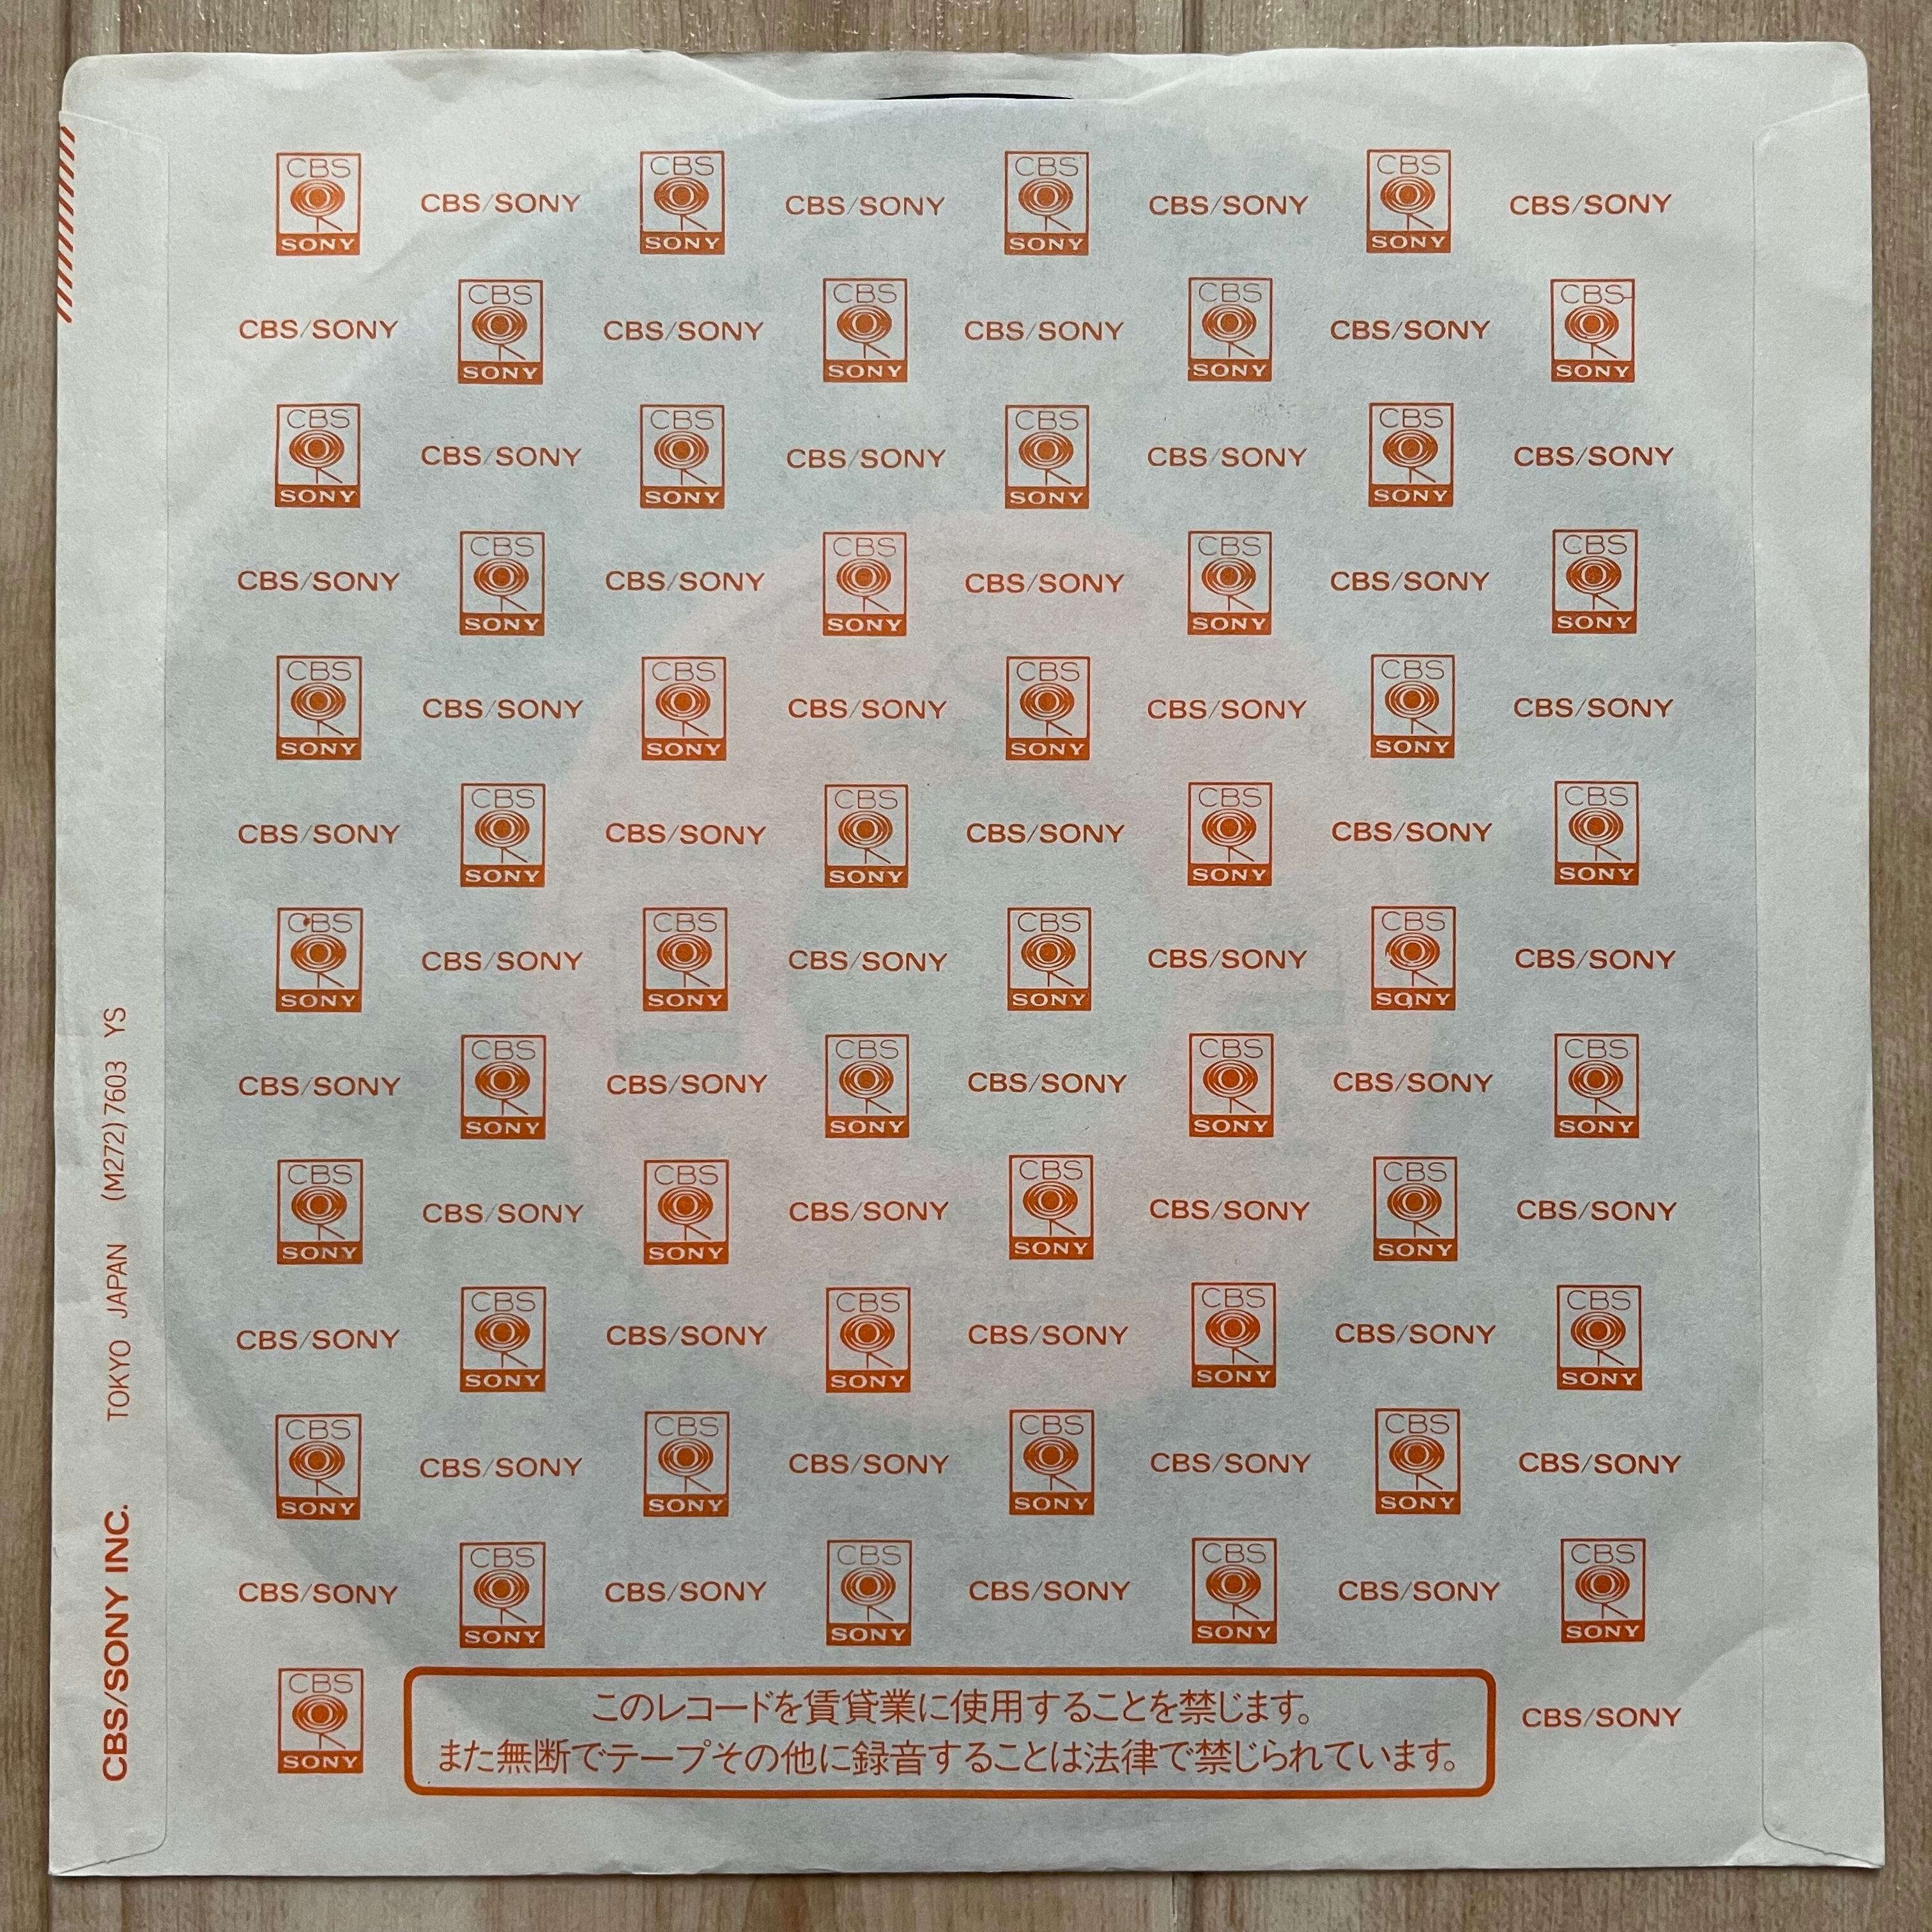 CBS SONY CBS/SONY CBS SONY CBS/SONY CBS SONY CBS/SONY CBS SONY CBS/SONY
CBS/SONY CBS SONY CBS/SONY CBS SONY CBS/SONY CBS SONY CBS/SONY CBS SONY
CBS SONY CBS/SONY CBS SONY CBS/SONY CBS SONY CBS/SONY CBS SONY CBS/SONY
CBS/SONY CBS SONY CBS/SONY CBS SONY CBS/SONY CBS SONY CBS/SONY CBS SONY
CBS SONY CBS/SONY CBS SONY CBS/SONY CBS SONY CBS/SONY CBS SONY CBS/SONY
CBS/SONY CBS SONY CBS/SONY CBS SONY CBS/SONY CBS SONY CBS/SONY CBS SONY
CBS SONY CBS/SONY CBS SONY CBS/SONY CBS SONY CBS/SONY CBS SONY CBS/SONY
CBS/SONY CBS SONY CBS/SONY CBS SONY CBS/SONY CBS SONY CBS/SONY CBS SONY
CBS SONY CBS/SONY CBS SONY CBS/SONY CBS SONY CBS/SONY CBS SONY CBS/SONY
CBS/SONY CBS SONY CBS/SONY CBS SONY CBS/SONY CBS SONY CBS/SONY CBS SONY
CBS SONY CBS/SONY CBS SONY CBS/SONY CBS SONY CBS/SONY CBS SONY CBS/SONY
CBS/SONY CBS SONY CBS/SONY CBS SONY CBS/SONY CBS SONY CBS/SONY CBS SONY
CBS SONY
このレコードを賃貸業に使用することを禁じます。
また無断でテープその他に録音することは法律で禁じられています。
CBS/SONY
CBS/SONY INC. TOKYO JAPAN (M272) 7603 YS